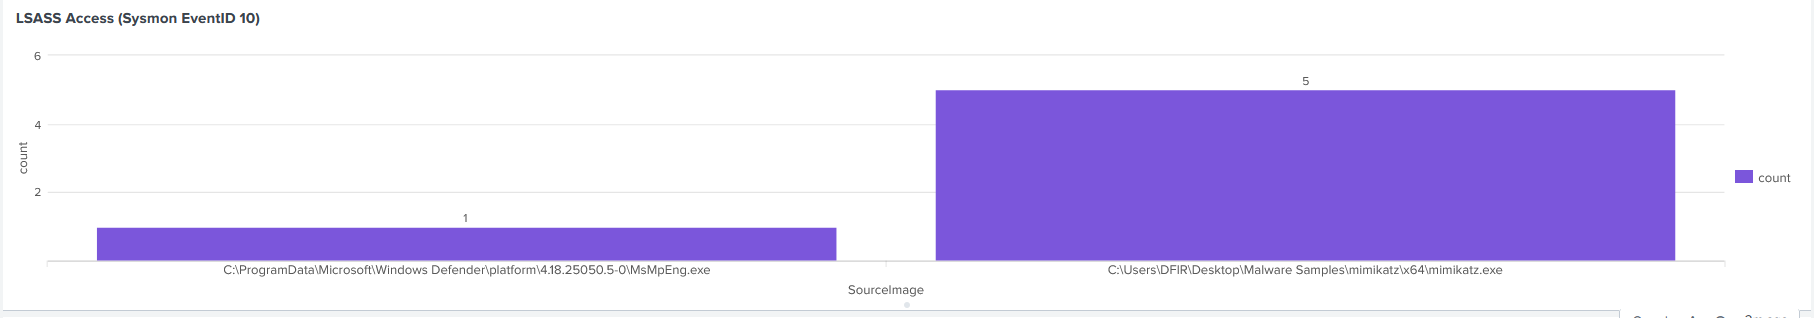 LSASS Access (Sysmon EventID 10)
6
4
2
count
1
5
C:\ProgramData\Microsoft\Windows Defender\platform\4.18.25050.5-0\MsMpEng.exe
C:\Users\DFIR\Desktop\Malware Samples\mimikatz\x64\mimikatz.exe
SourceImage
count